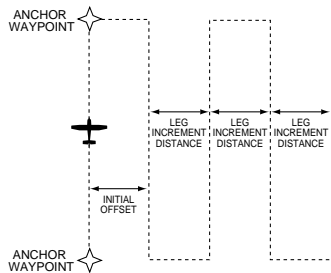 ANCHOR
WAYPOINT
LEG
INCREMENT
DISTANCE
LEG
INCREMENT
DISTANCE
LEG
INCREMENT
DISTANCE
INITIAL
OFFSET
ANCHOR
WAYPOINT